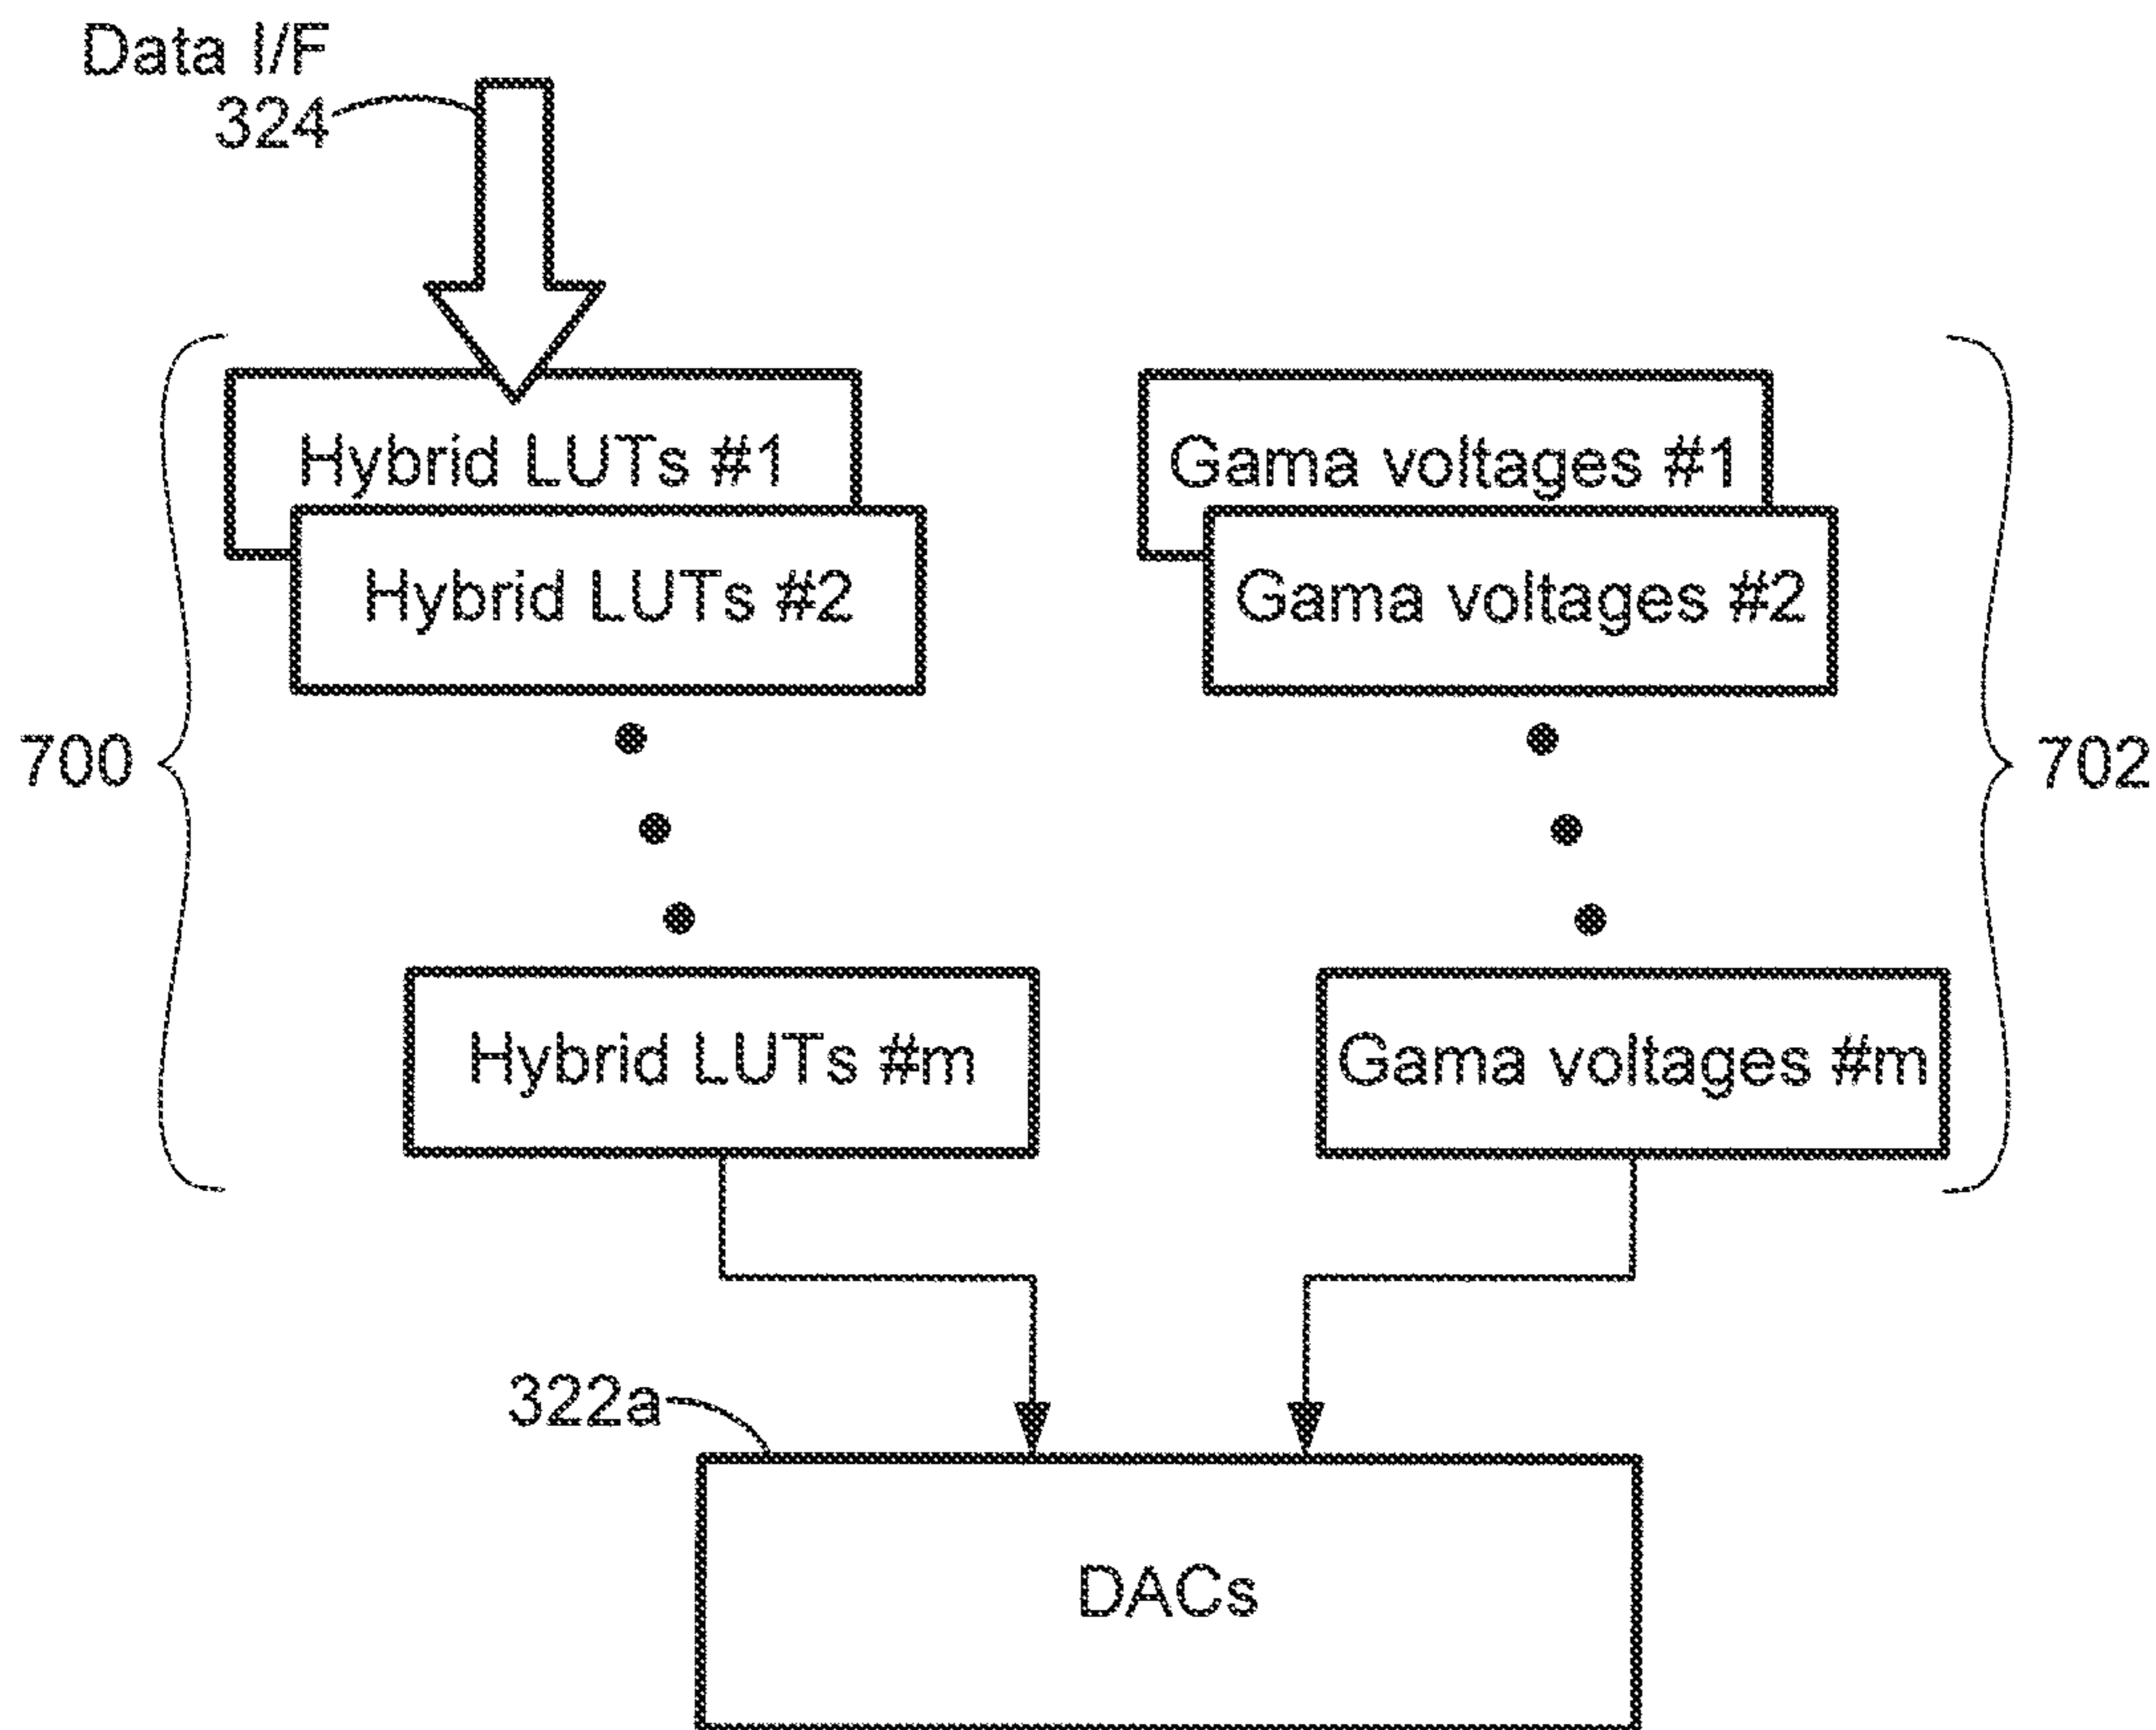 Data I/F
324
Hybrid LUTs #1
Gama voltages #1
Hybrid LUTs #2
Gama voltages #2
700
702
Hybrid LUTs #m
Gama voltages #m
322a
DACs